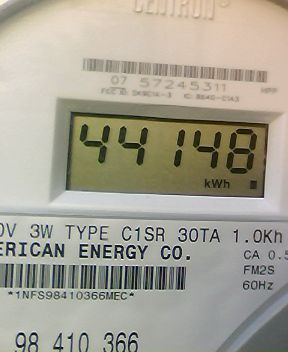 CENTRON
07 57245311
44148
kWh
0V 3W TYPE C1SR 30TA 1.0Kh
ERICAN ENERGY CO.
CA 0.5
FM2S
60Hz
*1NFS98410366MEC*
98 410 366